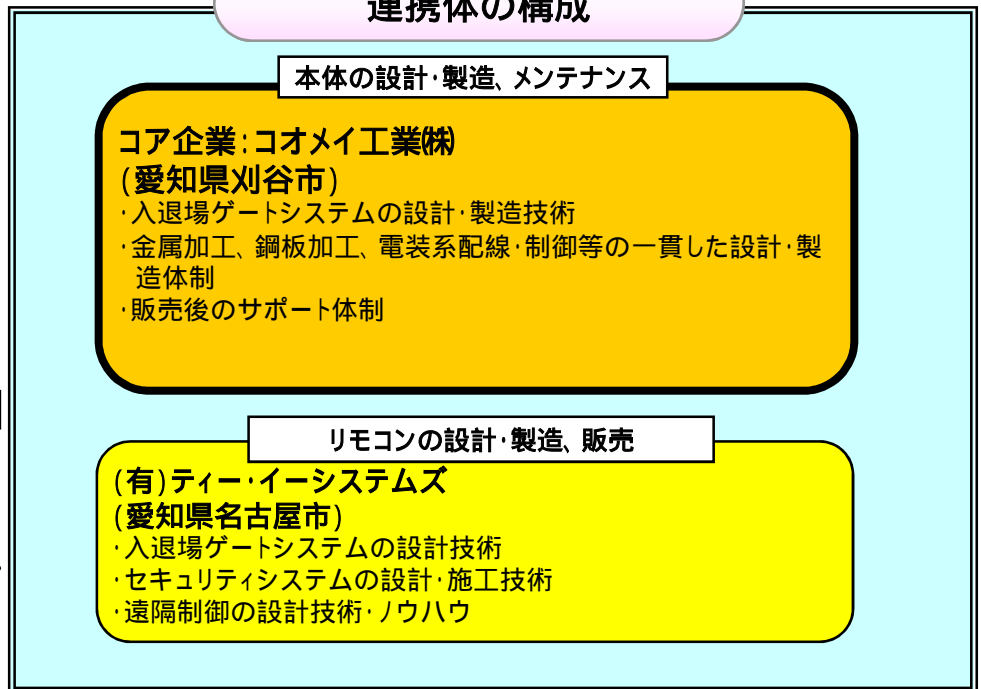 連携体の構成
本体の設計・製造、メンテナンス
コア企業:コオメイ工業㈱
(愛知県刈谷市)
・入退場ゲートシステムの設計・製造技術
・金属加工、鋼板加工、電装系配線・制御等の一貫した設計・製
造体制
・販売後のサポート体制
リモコンの設計・製造、販売
(有)ティー・イーシステムズ
(愛知県名古屋市)
・入退場ゲートシステムの設計技術
・セキュリティシステムの設計・施工技術
・遠隔制御の設計技術・ノウハウ